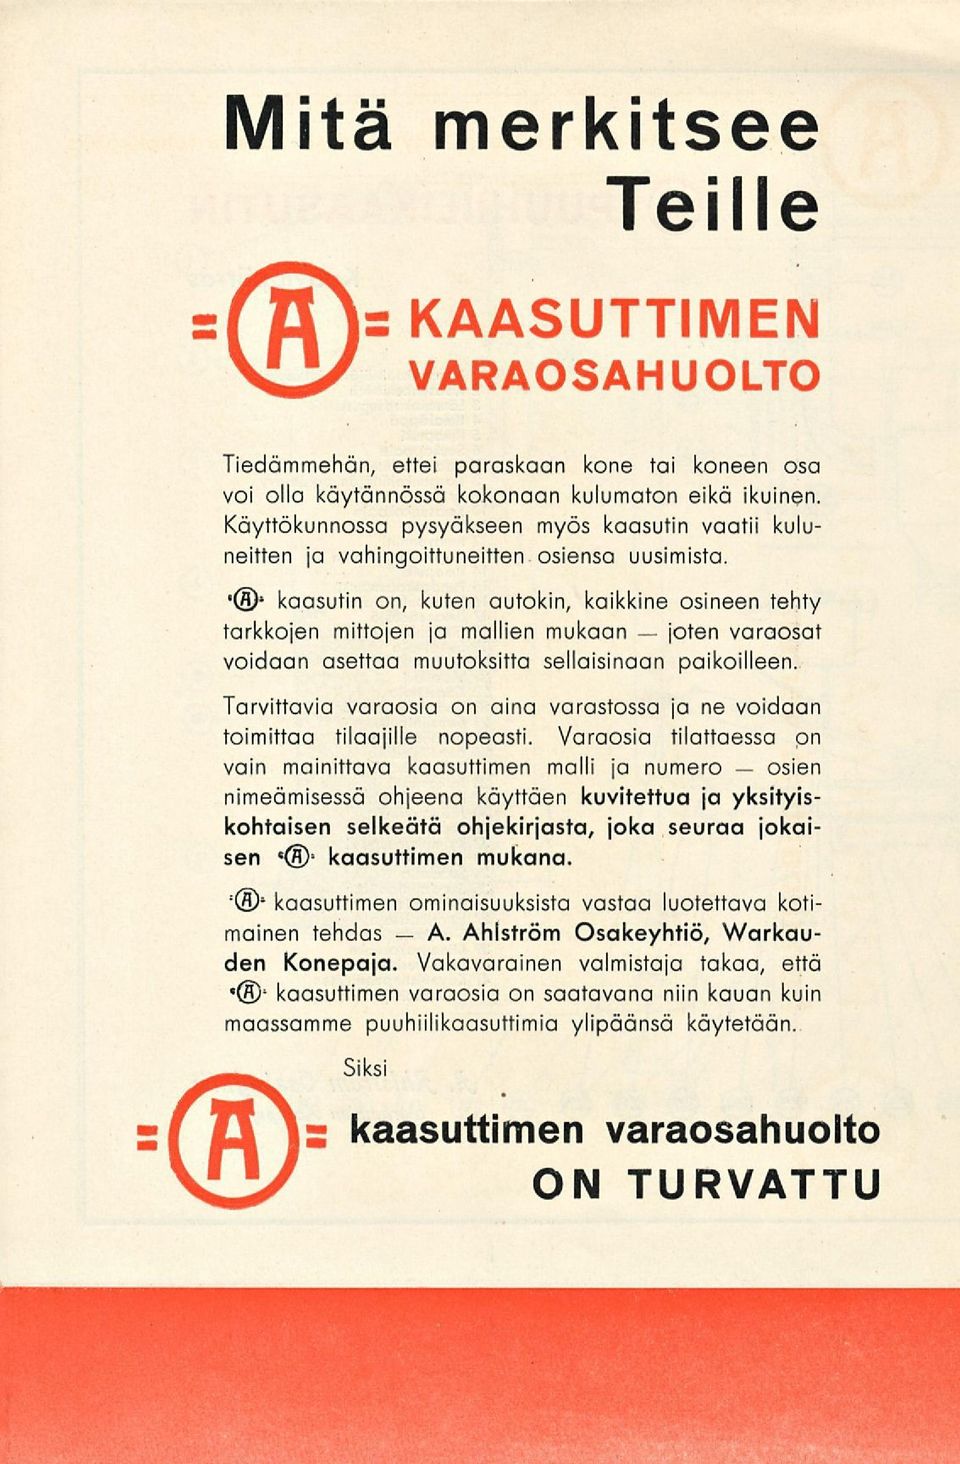 Mitä merkitsee
Teille
=(A)= KAASUTTIMEN
VARAOSAHUOLTO
Tiedämmehän, ettei paraskaan kone tai koneen osa
voi olla käytännössä kokonaan kulumaton eikä ikuinen.
Käyttökunnossa pysyäkseen myös kaasutin vaatii kulu-
neitten ja vahingoittuneitten osiensa uusimista.
=(A)= kaasutin on, kuten autokin, kaikkine osineen tehty
tarkkojen mittojen ja mallien mukaan — joten varaosat
voidaan asettaa muutoksitta sellaisinaan paikoilleen.
Tarvittavia varaosia on aina varastossa ja ne voidaan
toimittaa tilaajille nopeasti. Varaosia tilattaessa on
vain mainittava kaasuttimen malli ja numero — osien
nimeämisessä ohjeena käyttäen kuvitettua ja yksityis-
kohtaisen selkeätä ohjekirjasta, joka seuraa jokai-
sen =(A)= kaasuttimen mukana.
=(A)= kaasuttimen ominaisuuksista vastaa luotettava koti-
mainen tehdas — A. Ahlström Osakeyhtiö, Warkau-
den Konepaja. Vakavarainen valmistaja takaa, että
=(A)= kaasuttimen varaosia on saatavana niin kauan kuin
maassamme puuhiilikaasuttimia ylipäänsä käytetään.
Siksi
=(A)= kaasuttimen varaosahuolto
ON TURVATTU